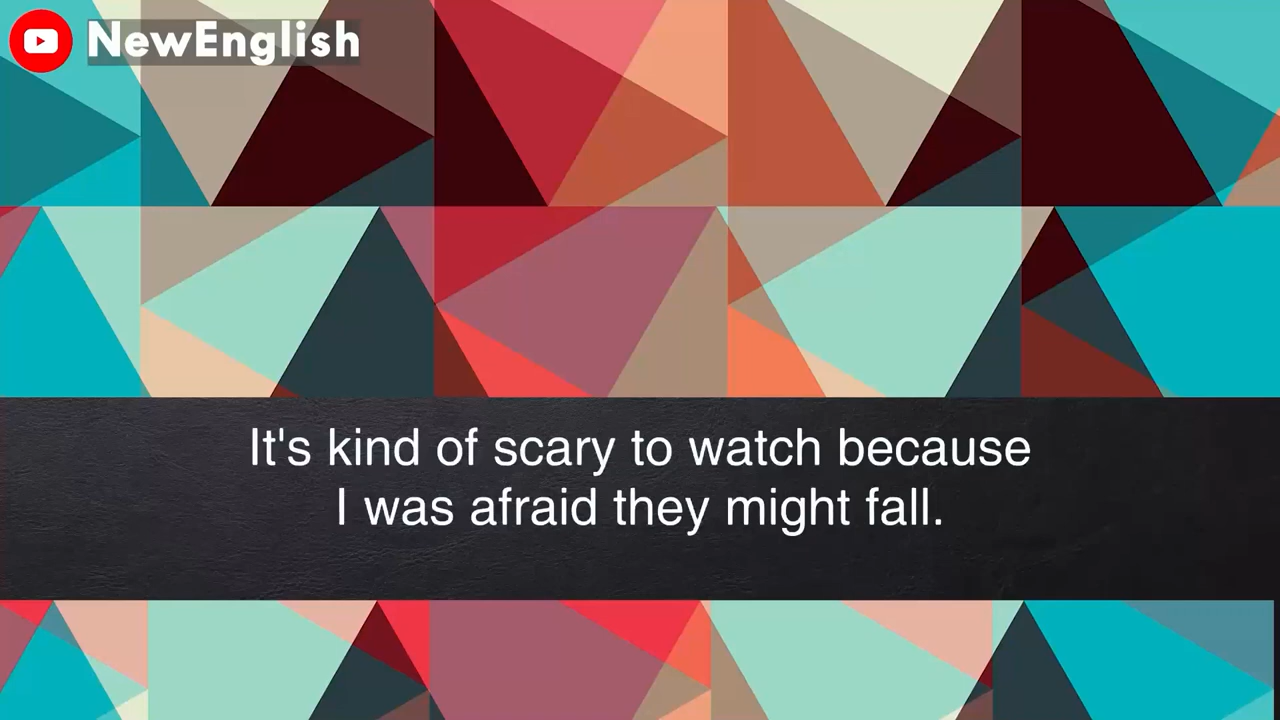 NewEnglish
It's kind of scary to watch because
I was afraid they might fall.